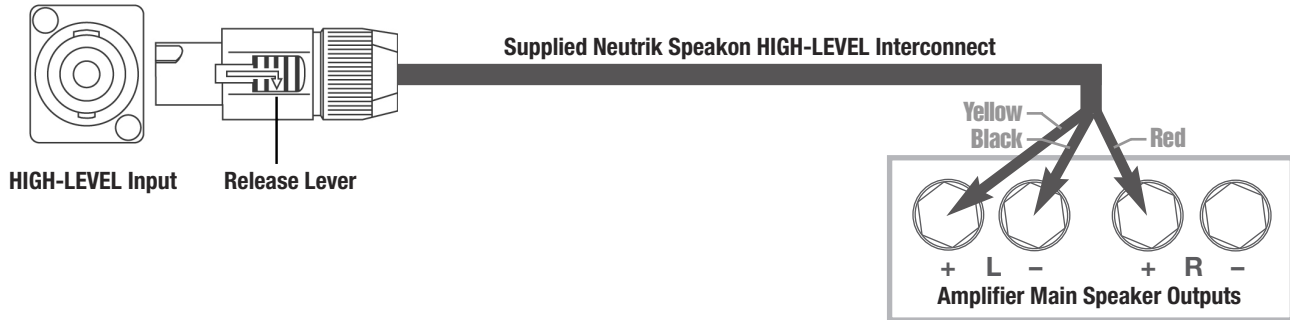 Supplied Neutrik Speakon HIGH-LEVEL Interconnect
Yellow
Black
Red
HIGH-LEVEL Input
Release Lever
+ L − + R −
Amplifier Main Speaker Outputs